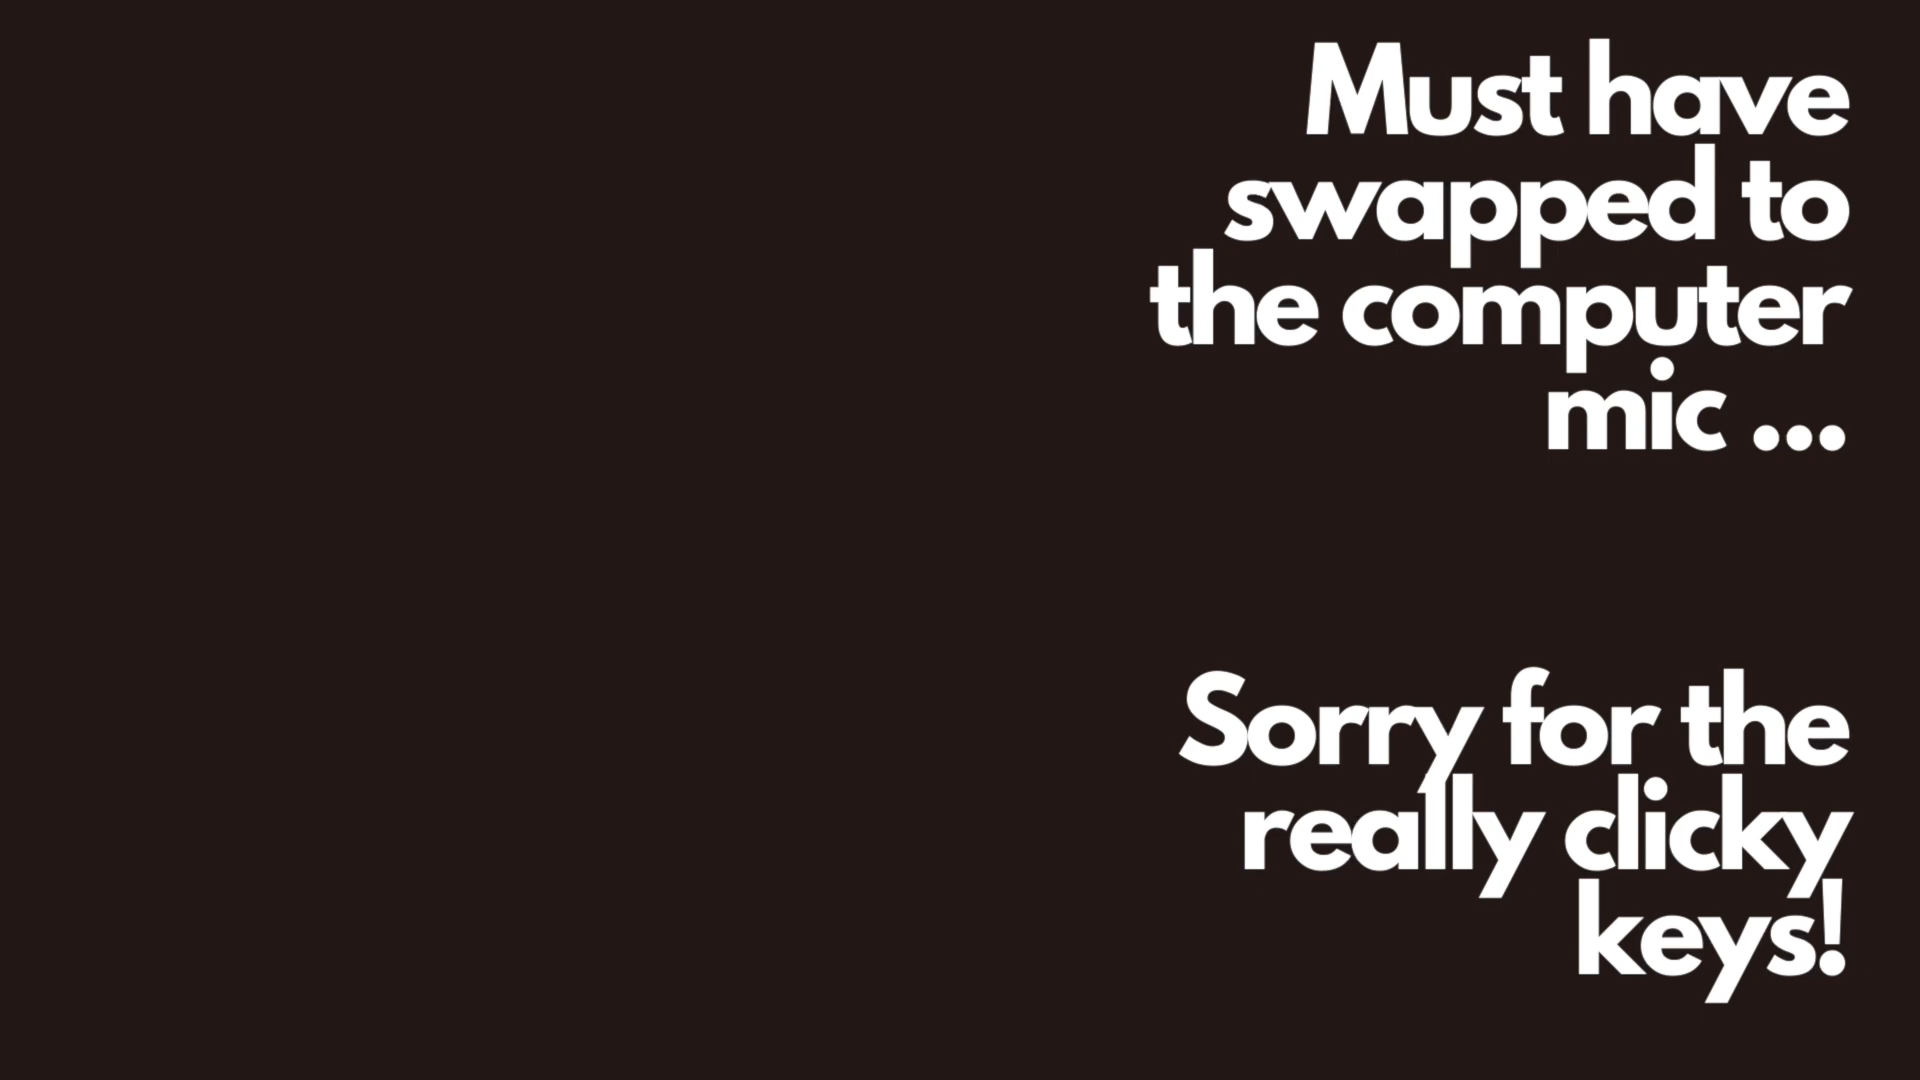 Must have
swapped to
the computer
mic ...
Sorry for the
really clicky
keys!